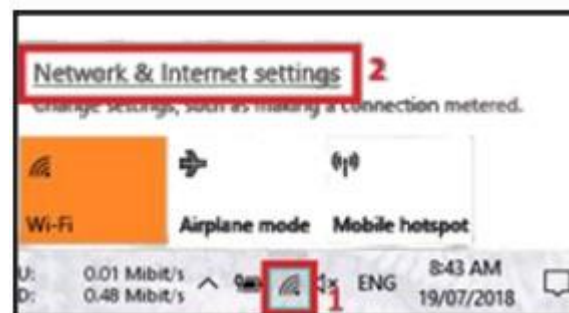 Network & Internet settings 2
Change settings, such as making a connection metered.
Wi-Fi Airplane mode Mobile hotspot
U: 0.01 Mibit/s
D: 0.48 Mibit/s
1
ENG
8:43 AM
19/07/2018